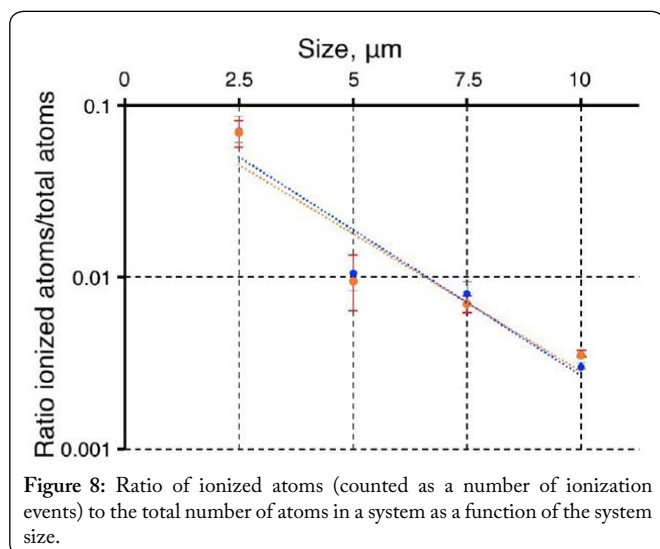 Size, μm
0 2.5 5 7.5 10
0.1
0.01
0.001
Ratio ionized atoms/total atoms
Figure 8: Ratio of ionized atoms (counted as a number of ionization
events) to the total number of atoms in a system as a function of the system
size.